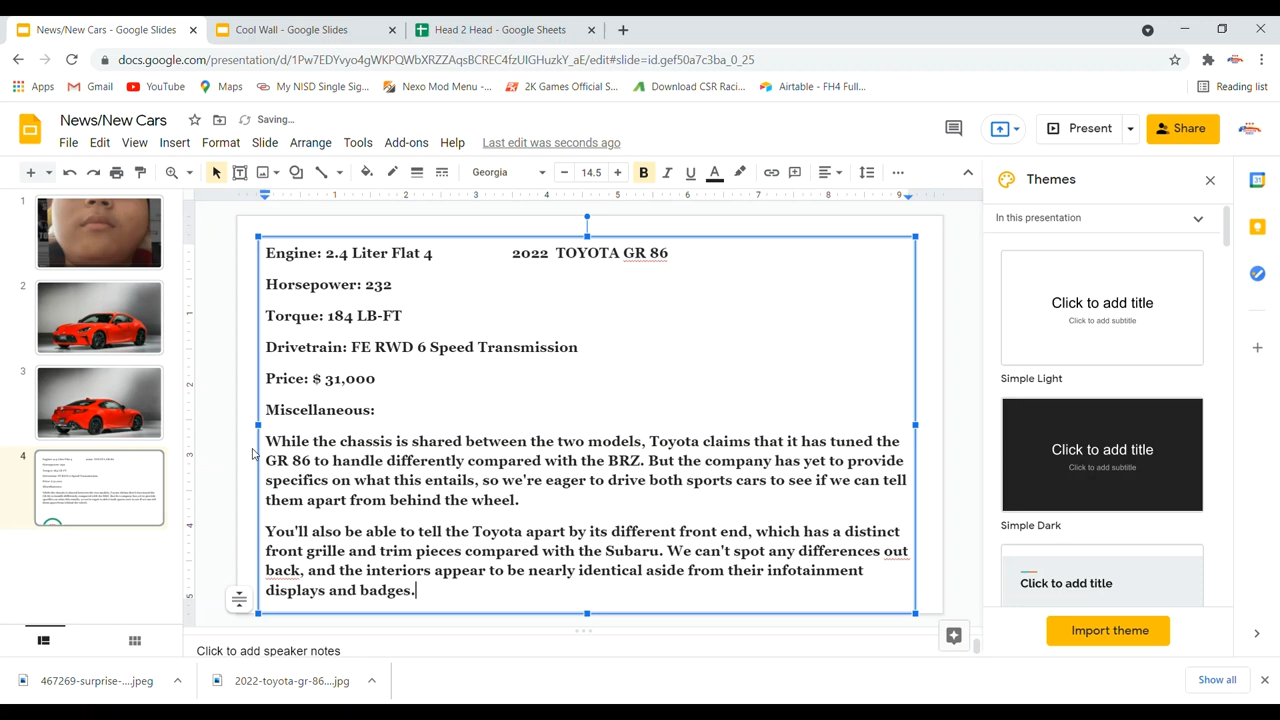 News/New Cars - Google Slides
Cool Wall - Google Slides
Head 2 Head - Google Sheets
docs.google.com/presentation/d/1Pw7EDYvyo4gWKPQWbXRZZAqsBCREC4fzUIGHuzkY_aE/edit#slide=id.gef50a7c3ba_0_25
Apps Gmail YouTube Maps My NISD Single Sig... Nexo Mod Menu -... 2K Games Official S... Download CSR Raci... Airtable - FH4 Full... Reading list
News/New Cars Saving...
File Edit View Insert Format Slide Arrange Tools Add-ons Help Last edit was seconds ago
Present Share
Georgia 14.5 B I U A
Themes
In this presentation
Click to add title
Click to add subtitle
Simple Light
Click to add title
Click to add subtitle
Simple Dark
Click to add title
Import theme
1
2
3
4
Engine: 2.4 Liter Flat 4 2022 TOYOTA GR 86
Horsepower: 232
Torque: 184 LB-FT
Drivetrain: FE RWD 6 Speed Transmission
Price: $ 31,000
Miscellaneous:
While the chassis is shared between the two models, Toyota claims that it has tuned the
GR 86 to handle differently compared with the BRZ. But the company has yet to provide
specifics on what this entails, so we're eager to drive both sports cars to see if we can tell
them apart from behind the wheel.
You'll also be able to tell the Toyota apart by its different front end, which has a distinct
front grille and trim pieces compared with the Subaru. We can't spot any differences out
back, and the interiors appear to be nearly identical aside from their infotainment
displays and badges.
Click to add speaker notes
467269-surprise-....jpeg
2022-toyota-gr-86....jpg
Show all